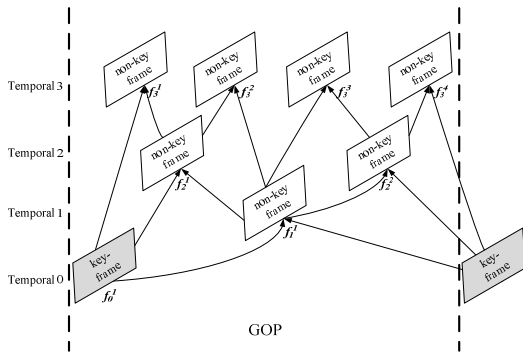 Temporal 3
non-key
frame
f₃¹
non-key
frame
f₃²
non-key
frame
f₃³
non-key
frame
f₃⁴
Temporal 2
non-key
frame
f₂¹
non-key
frame
f₂²
Temporal 1
non-key
frame
f₁¹
Temporal 0
key-
frame
f₀¹
key-
frame
GOP